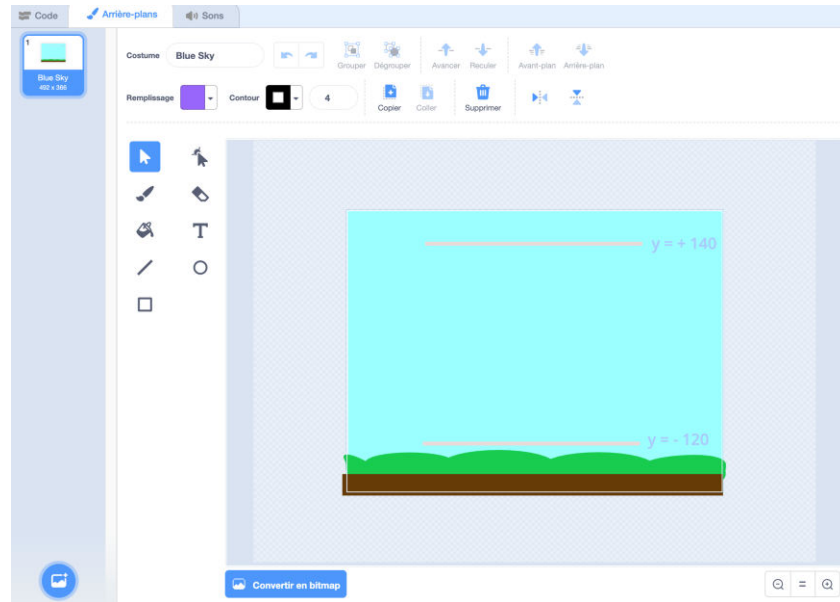 Code Arrière-plans Sons
1
Blue Sky
492 x 366
Costume Blue Sky
Grouper Dégrouper Avancer Reculer Avant-plan Arrière-plan
Remplissage Contour 4
Copier Coller Supprimer
T
y = + 140
y = - 120
Convertir en bitmap